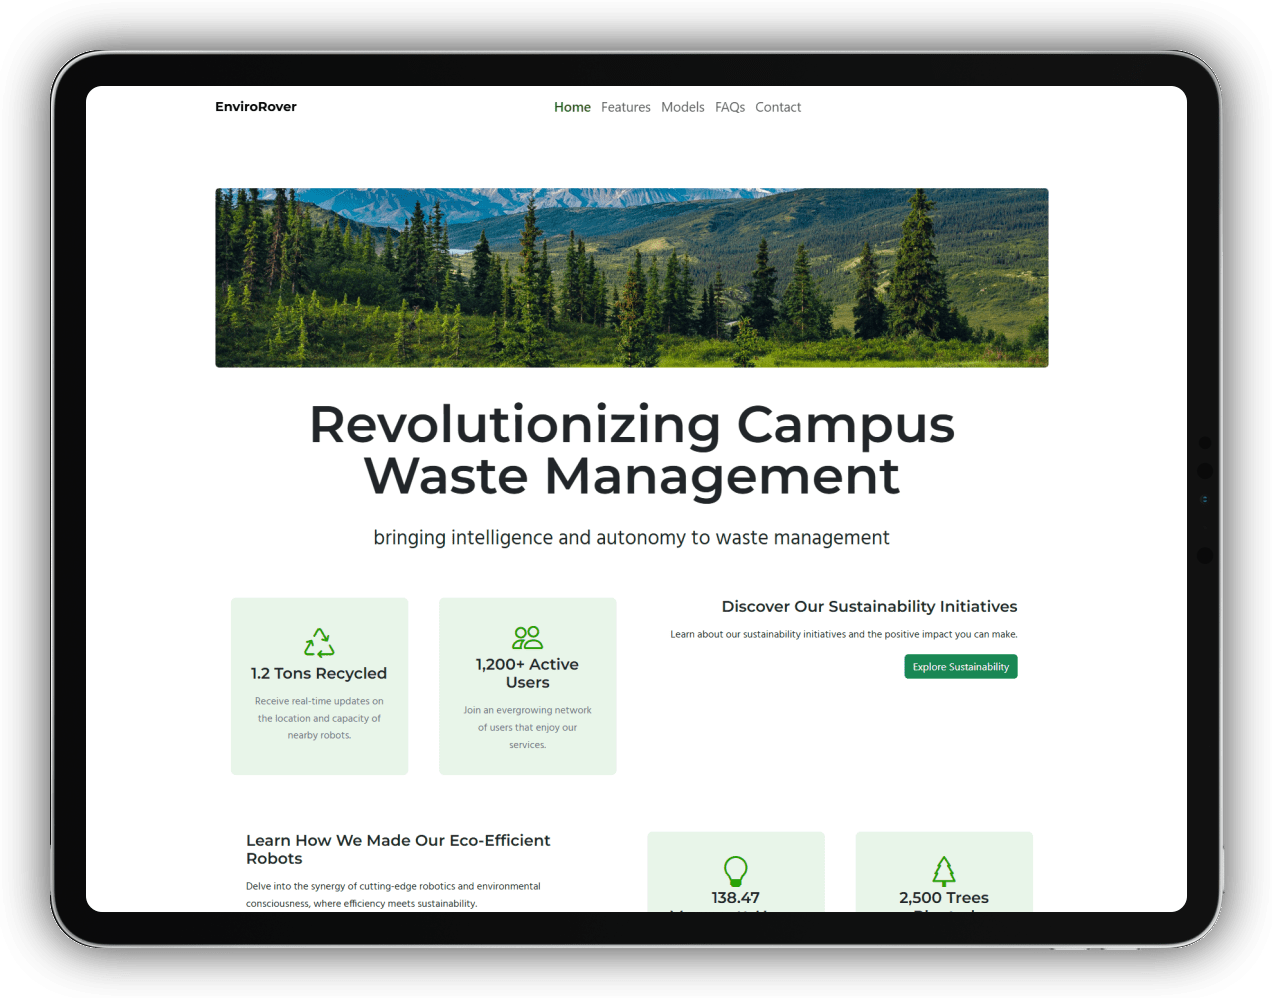 EnviroRover
Home Features Models FAQs Contact
Revolutionizing Campus
Waste Management
bringing intelligence and autonomy to waste management
1.2 Tons Recycled
Receive real-time updates on
the location and capacity of
nearby robots.
1,200+ Active
Users
Join an evergrowing network
of users that enjoy our
services.
Discover Our Sustainability Initiatives
Learn about our sustainability initiatives and the positive impact you can make.
Explore Sustainability
Learn How We Made Our Eco-Efficient
Robots
Delve into the synergy of cutting-edge robotics and environmental
consciousness, where efficiency meets sustainability.
138.47
2,500 Trees